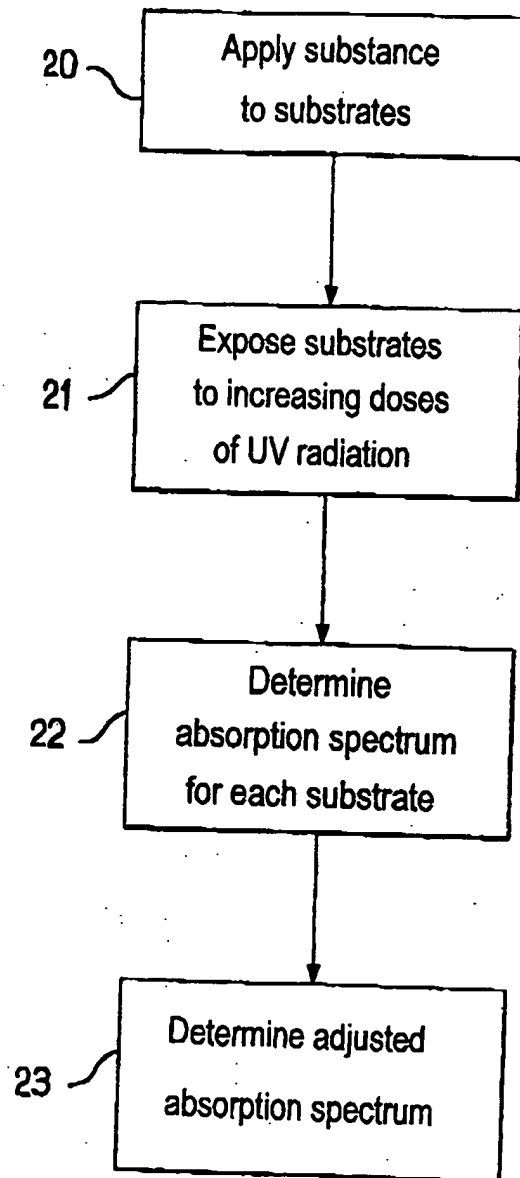 20
Apply substance
to substrates
21
Expose substrates
to increasing doses
of UV radiation
22
Determine
absorption spectrum
for each substrate
23
Determine adjusted
absorption spectrum